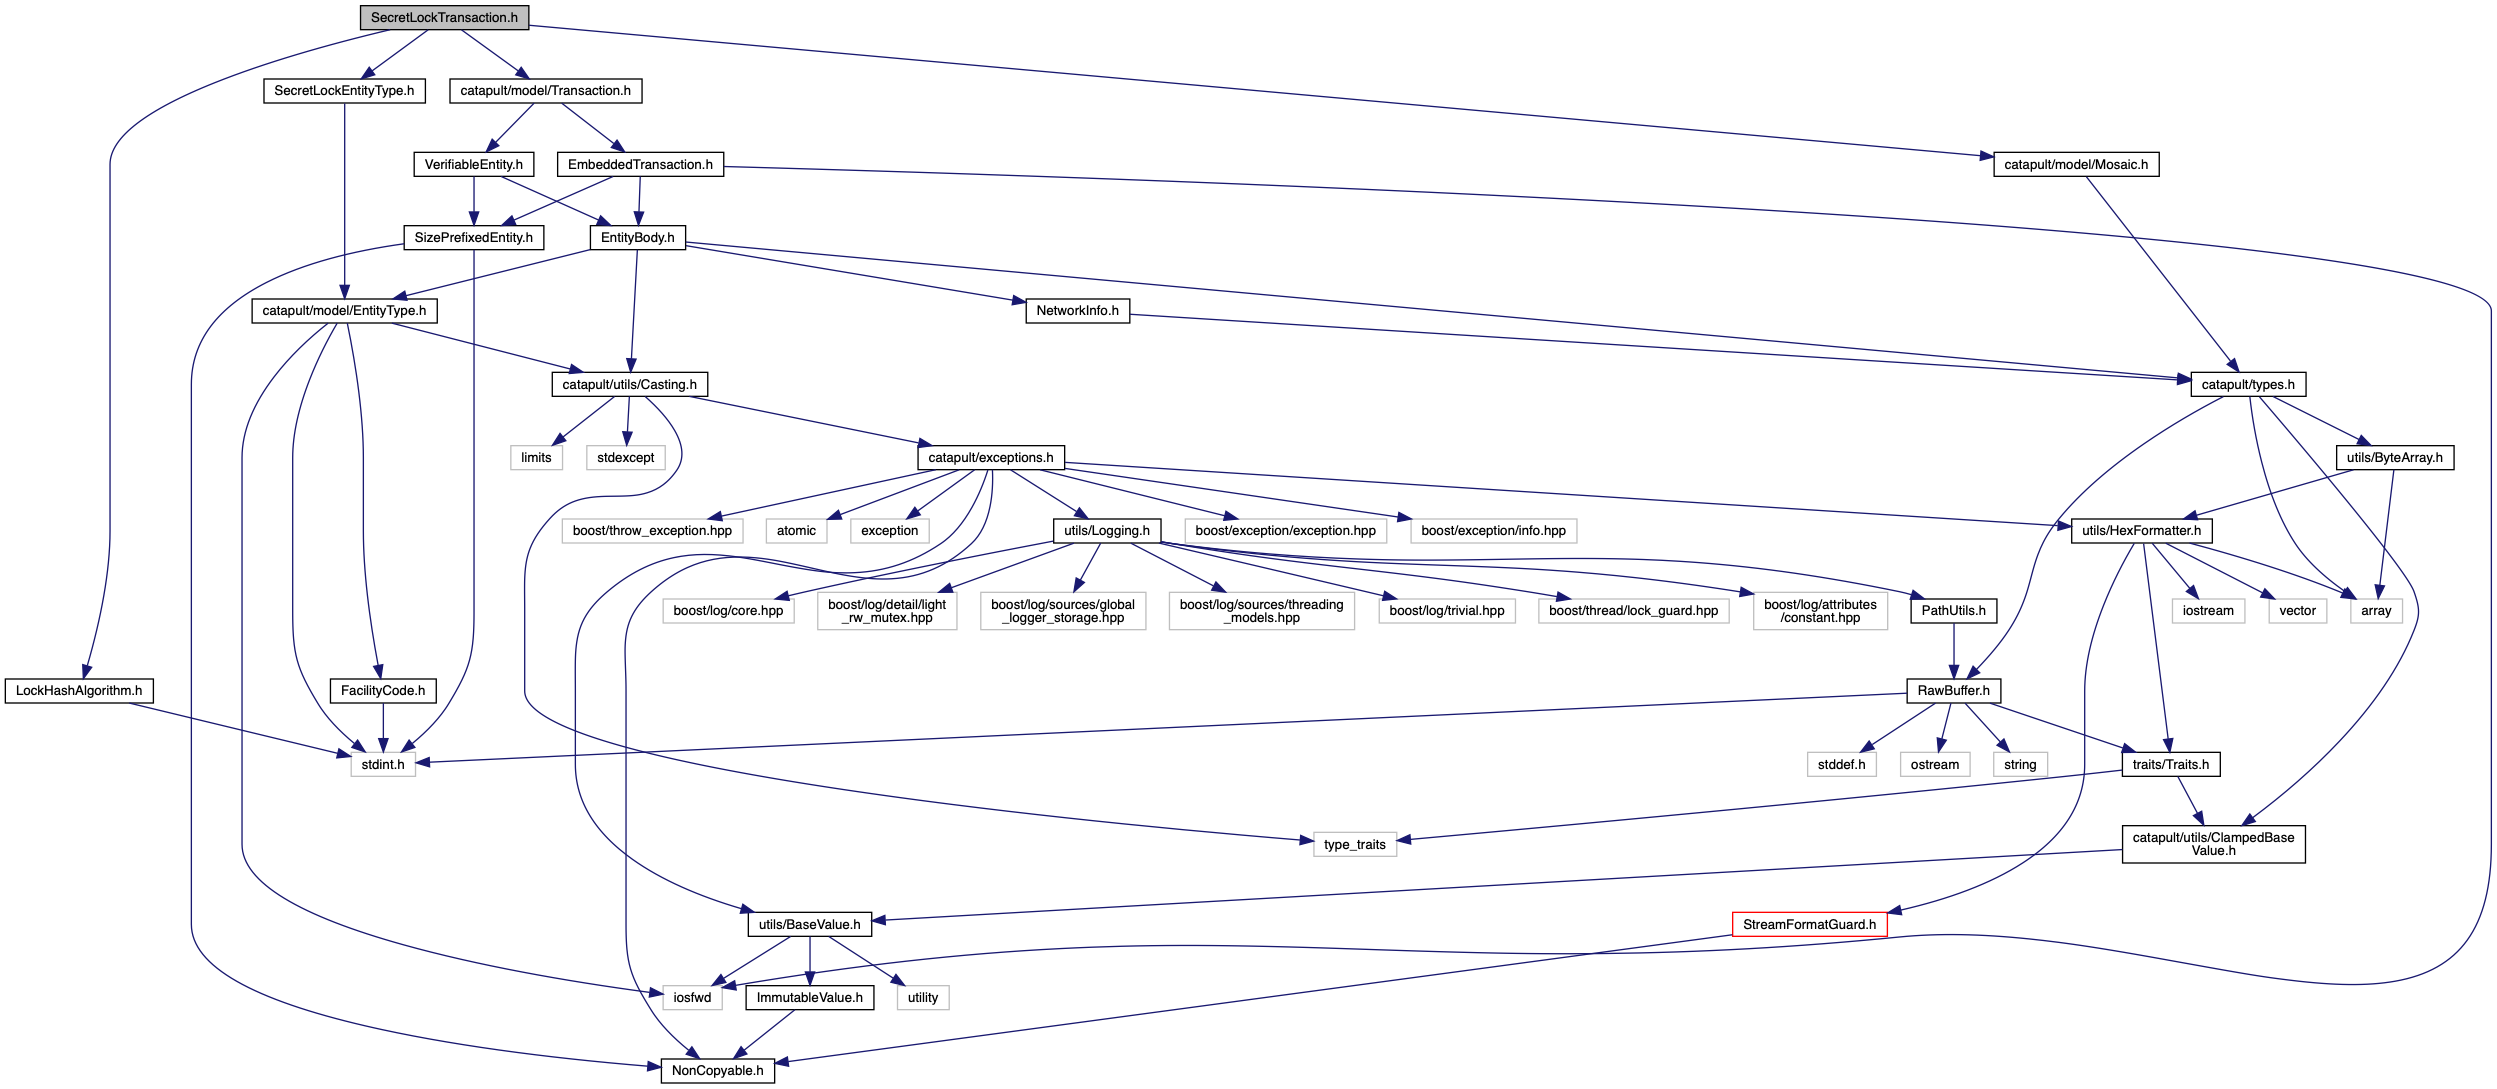 SecretLockTransaction.h
SecretLockEntityType.h
catapult/model/Transaction.h
VerifiableEntity.h
EmbeddedTransaction.h
catapult/model/Mosaic.h
SizePrefixedEntity.h
EntityBody.h
catapult/model/EntityType.h
NetworkInfo.h
catapult/utils/Casting.h
catapult/types.h
limits
stdexcept
catapult/exceptions.h
utils/ByteArray.h
boost/throw_exception.hpp
atomic
exception
utils/Logging.h
boost/exception/exception.hpp
boost/exception/info.hpp
utils/HexFormatter.h
boost/log/core.hpp
boost/log/detail/light
_rw_mutex.hpp
boost/log/sources/global
_logger_storage.hpp
boost/log/sources/threading
_models.hpp
boost/log/trivial.hpp
boost/thread/lock_guard.hpp
boost/log/attributes
/constant.hpp
PathUtils.h
iostream
vector
array
LockHashAlgorithm.h
FacilityCode.h
RawBuffer.h
stdint.h
stddef.h
ostream
string
traits/Traits.h
type_traits
catapult/utils/ClampedBase
Value.h
utils/BaseValue.h
StreamFormatGuard.h
iosfwd
ImmutableValue.h
utility
NonCopyable.h